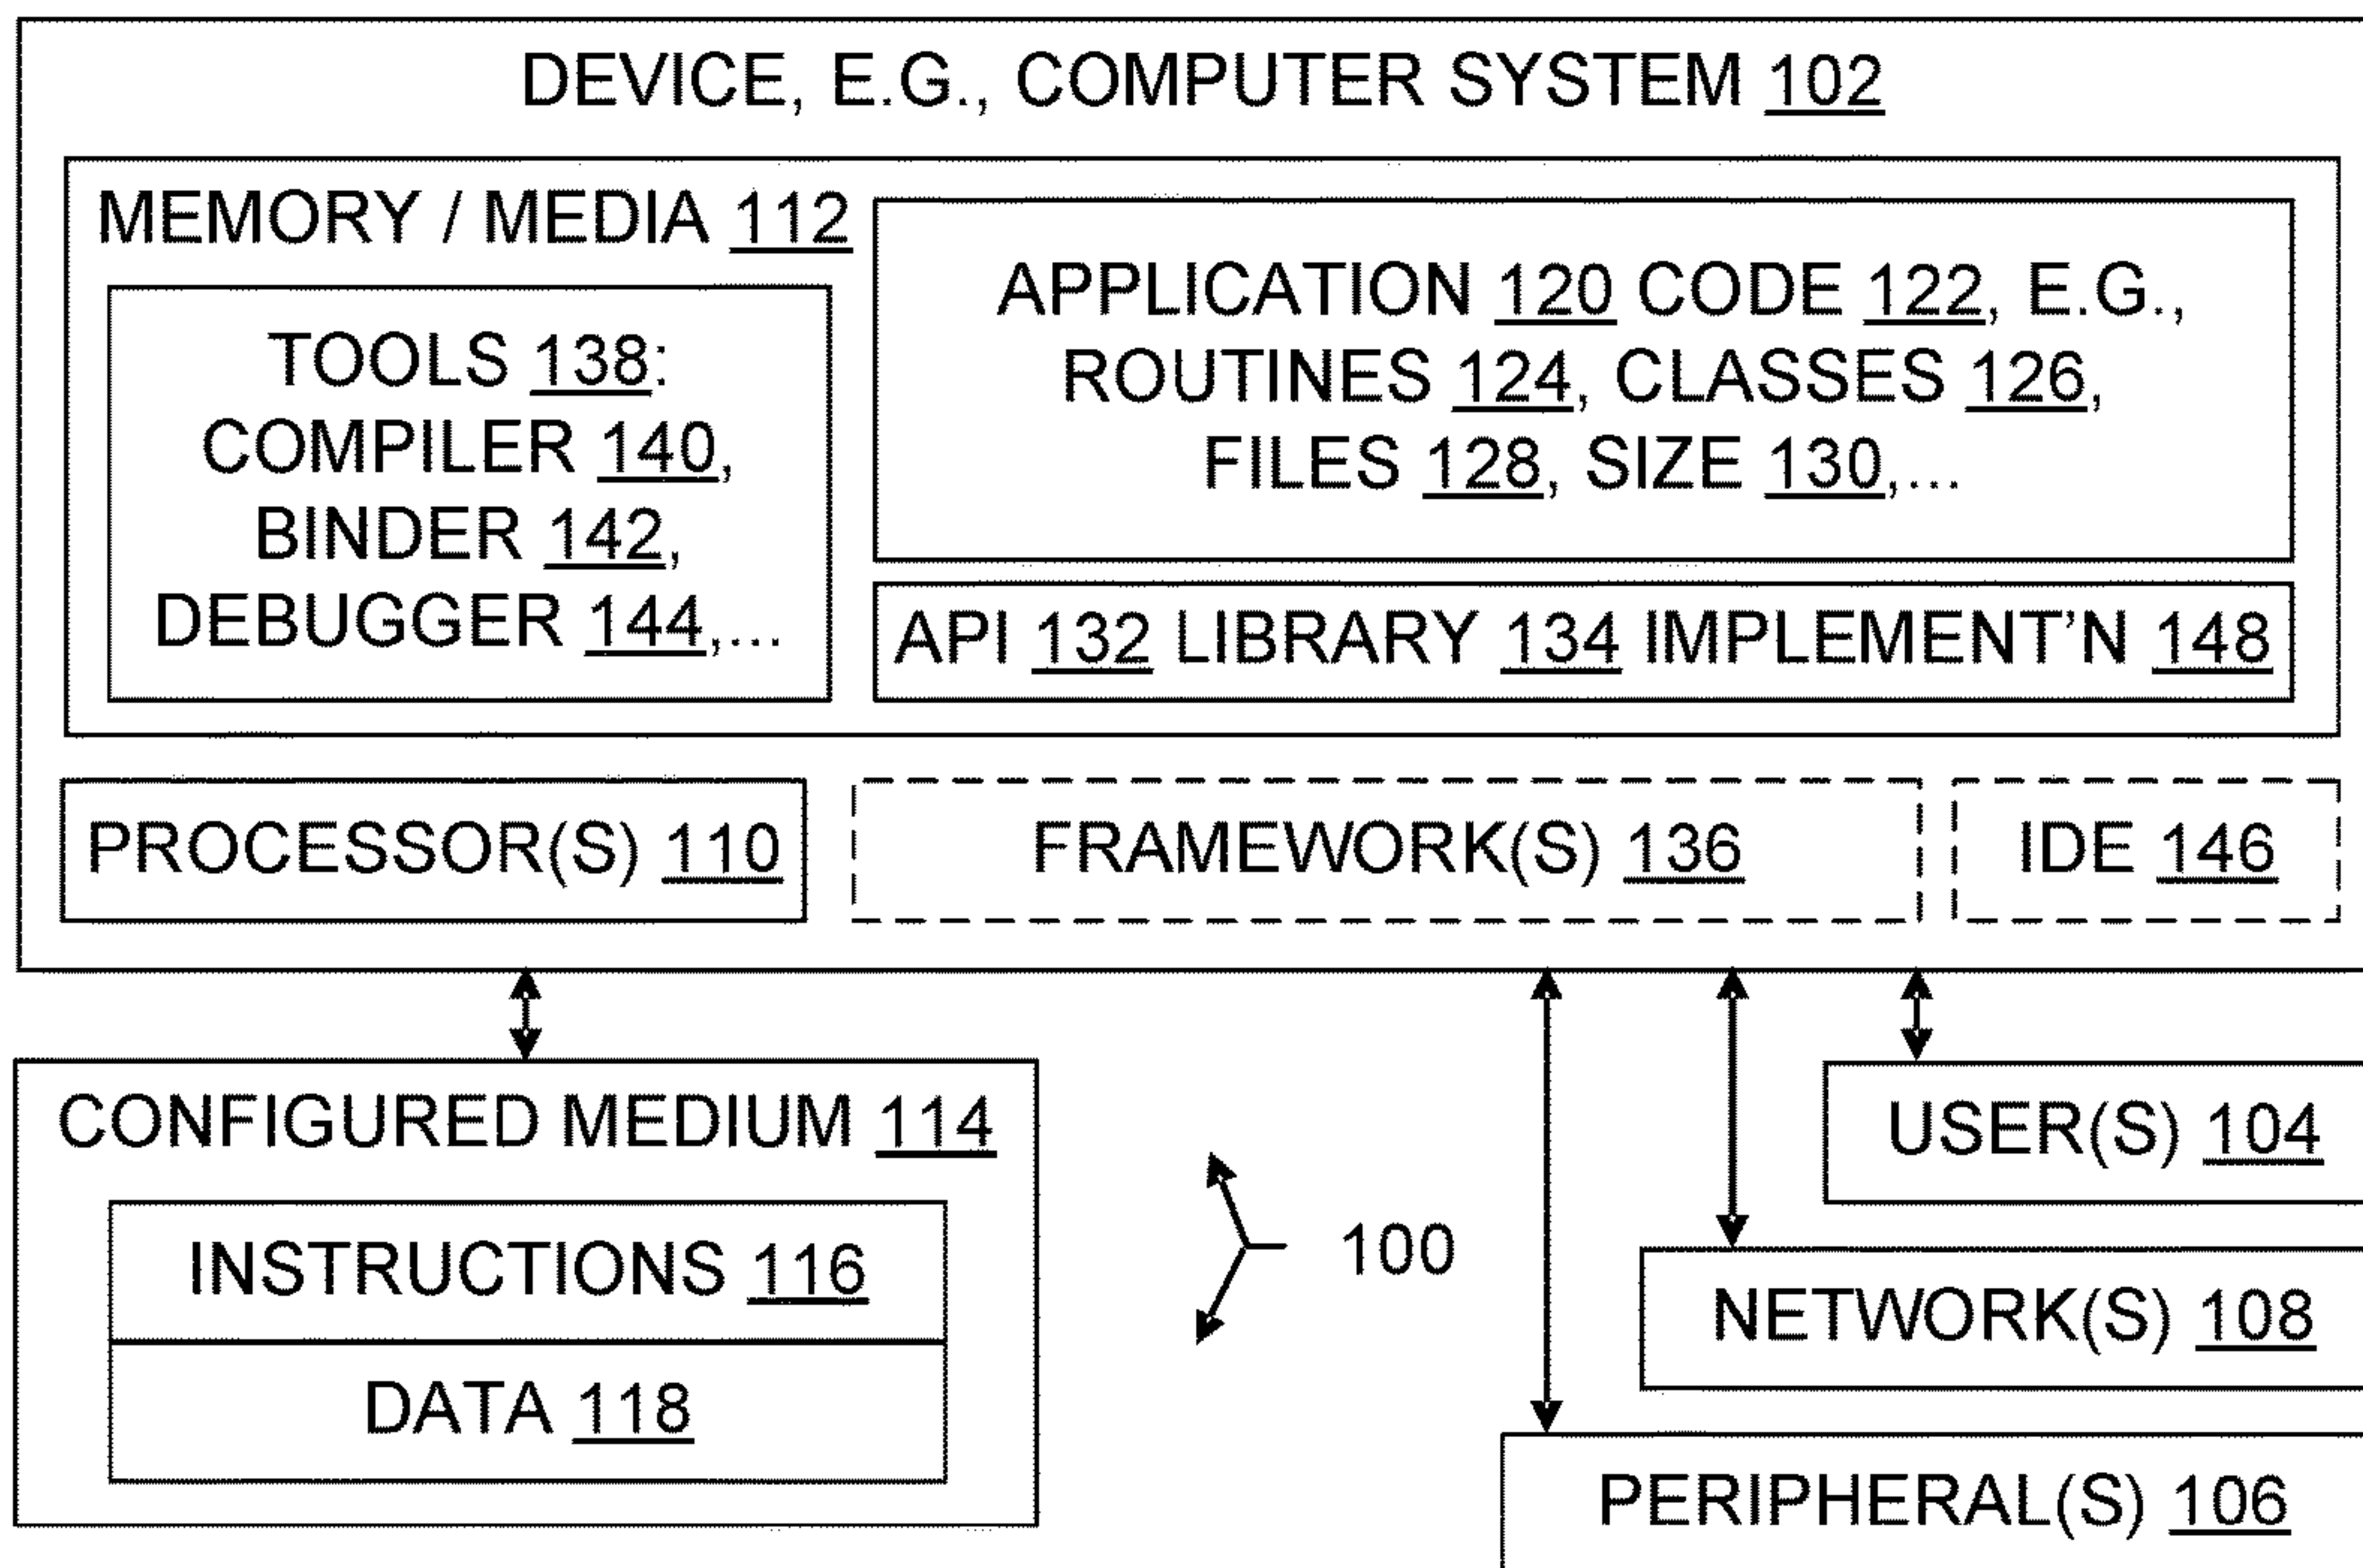 DEVICE, E.G., COMPUTER SYSTEM 102
MEMORY / MEDIA 112
TOOLS 138:
COMPILER 140,
BINDER 142,
DEBUGGER 144,...
APPLICATION 120 CODE 122, E.G.,
ROUTINES 124, CLASSES 126,
FILES 128, SIZE 130,...
API 132 LIBRARY 134 IMPLEMENT’N 148
PROCESSOR(S) 110
FRAMEWORK(S) 136
IDE 146
CONFIGURED MEDIUM 114
INSTRUCTIONS 116
DATA 118
100
USER(S) 104
NETWORK(S) 108
PERIPHERAL(S) 106